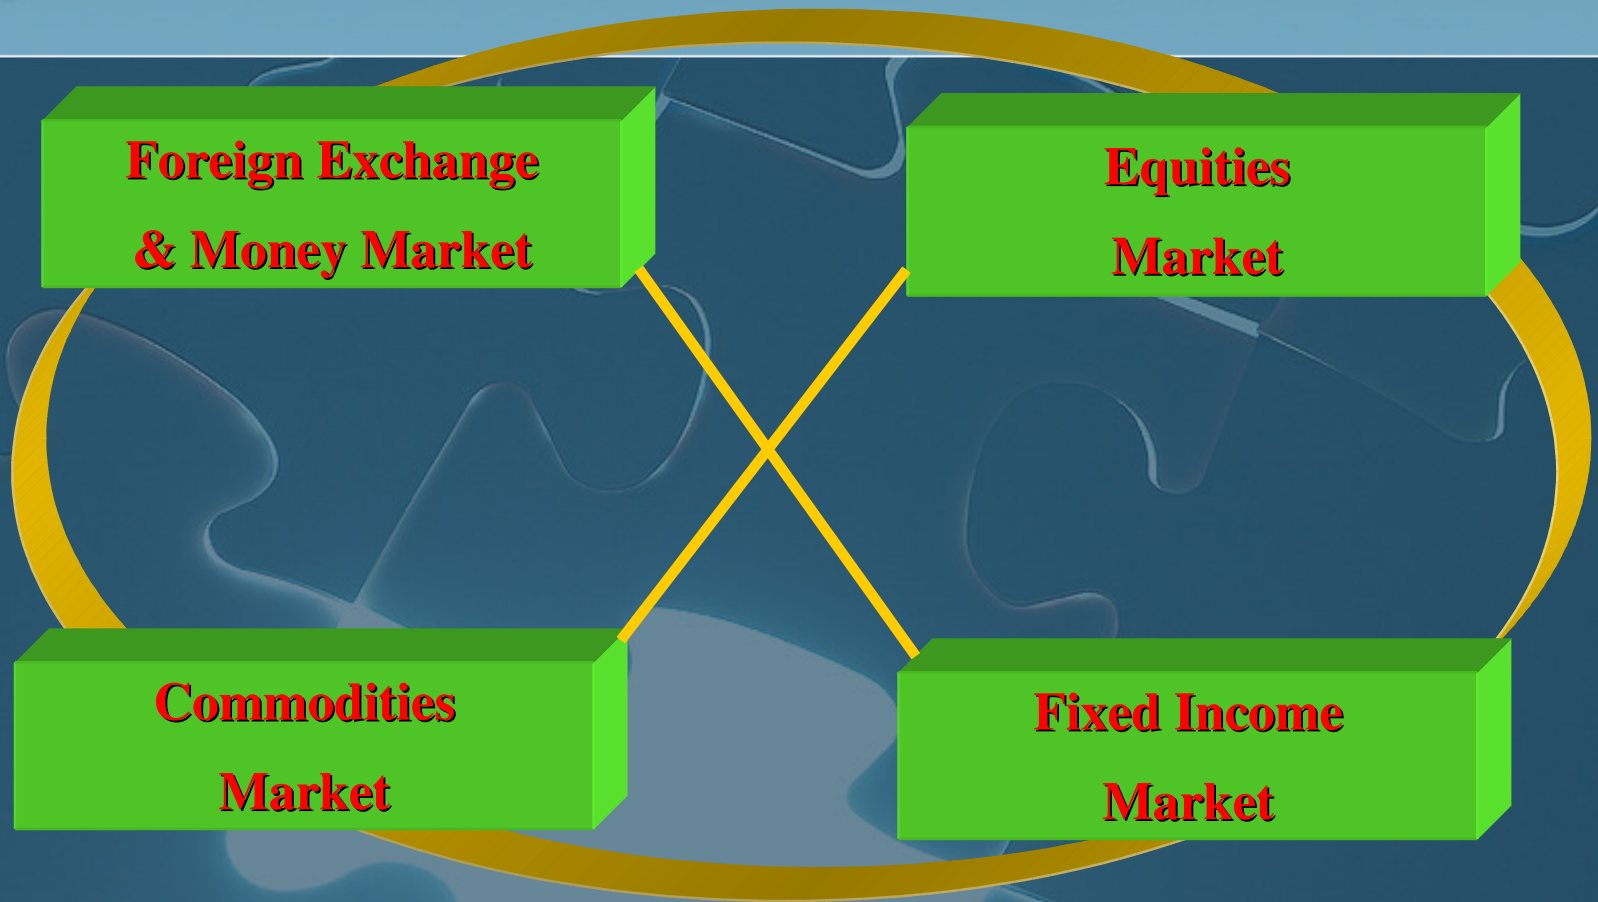 Foreign Exchange
& Money Market
Equities
Market
Commodities
Market
Fixed Income
Market